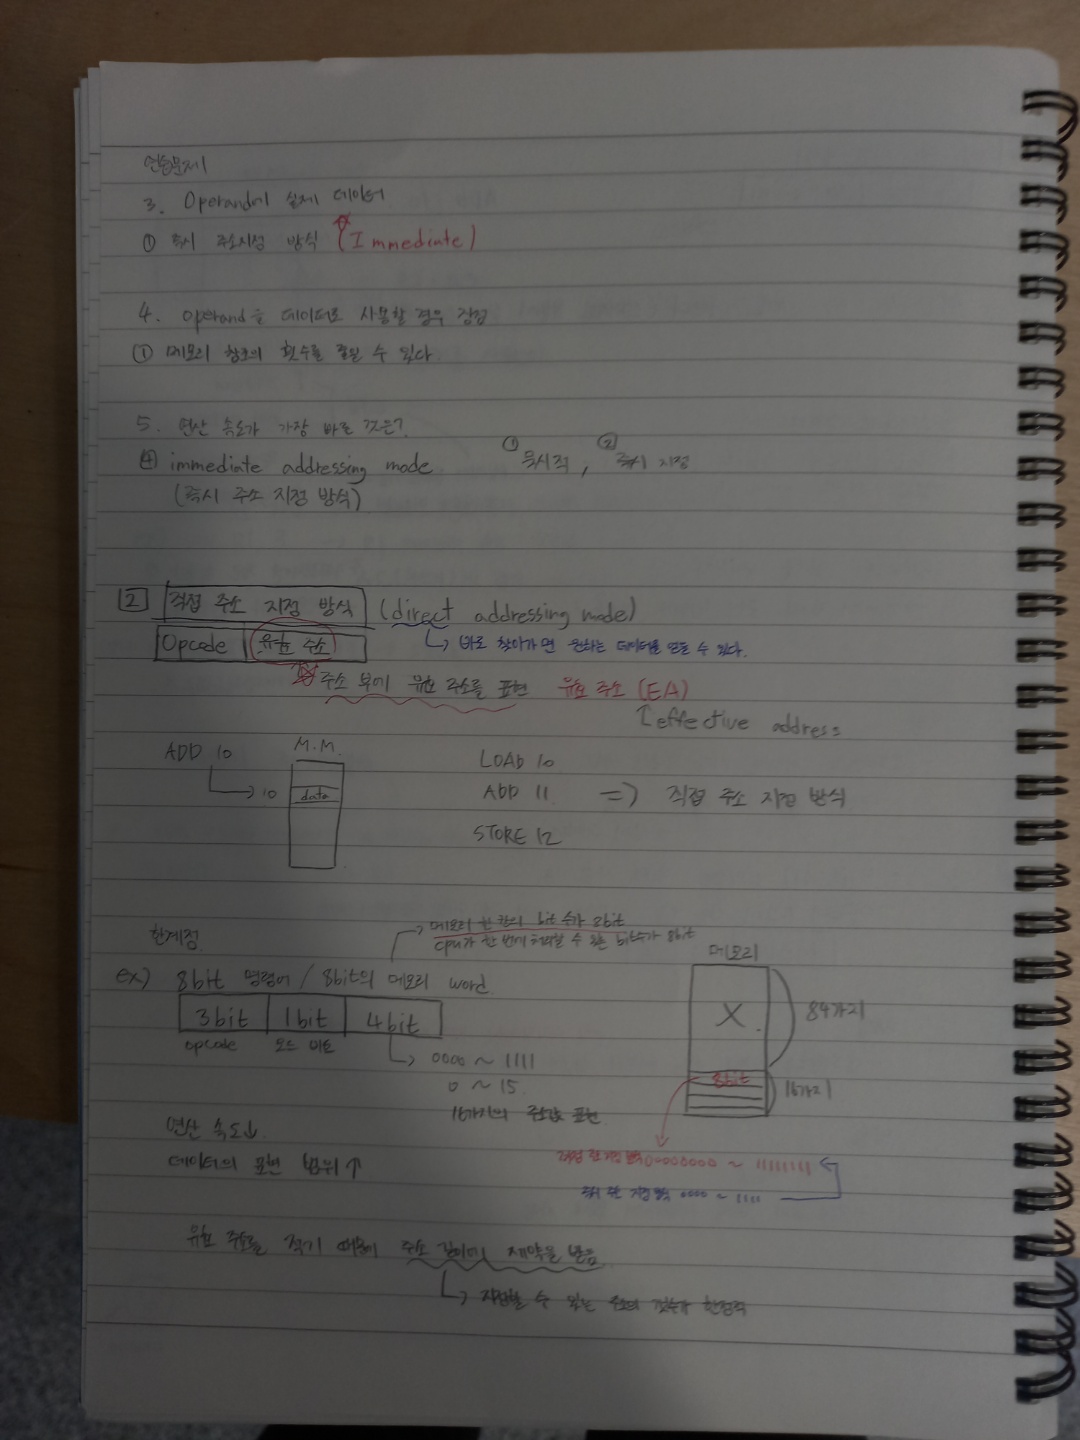 연습문제
3. Operand에 실제 데이터
① 즉시 주소지정 방식 (Immediate)
4. operand를 데이터로 사용할 경우 장점
① 메모리 참조의 횟수를 줄일 수 있다.
5. 연산 속도가 가장 빠른 것은?
④ immediate addressing mode ① 묵시적, ② 즉시 지정
(즉시 주소 지정 방식)
2 직접 주소 지정 방식 (direct addressing mode)
Opcode 유효 주소 바로 찾아가면 원하는 데이터를 얻을 수 있다.
주소 부에 유효 주소를 표현 유효 주소 (EA)
↑effective address
ADD 10 M.M. LOAD 10
10 data ADD 11 => 직접 주소 지정 방식
STORE 12
한계점. 메모리 한 칸의 bit 수가 8bit
cpu가 한 번에 처리할 수 있는 bit수가 8bit
메모리
ex) 8bit 명령어 / 8bit의 메모리 word.
3bit 1bit 4bit X 84가지
opcode 모드 비트
0000 ~ 1111 8bit 16가지
0 ~ 15.
16가지의 주소값 표현
연산 속도↓.
데이터의 표현 범위↑ 00000000 ~ 11111111
0000 ~ 1111
유효 주소를 적기 때문에 주소 길이에 제약을 받음
지정할 수 있는 주소의 갯수가 한정적